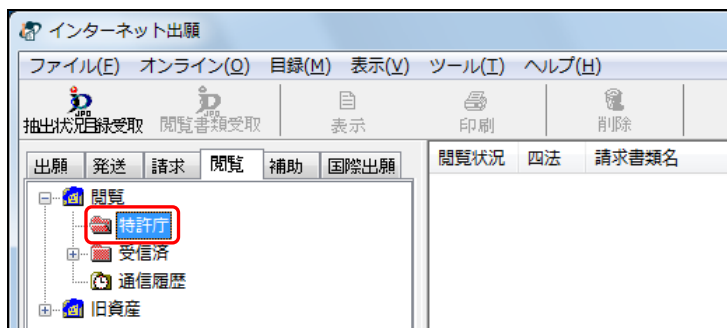 インターネット出願
ファイル(F) オンライン(O) 目録(M) 表示(V) ツール(T) ヘルプ(H)
JPO JPO
抽出状況目録受取 閲覧書類受取 表示 印刷 削除
出願 発送 請求 閲覧 補助 国際出願 閲覧状況 四法 請求書類名
閲覧
特許庁
受信済
通信履歴
旧資産